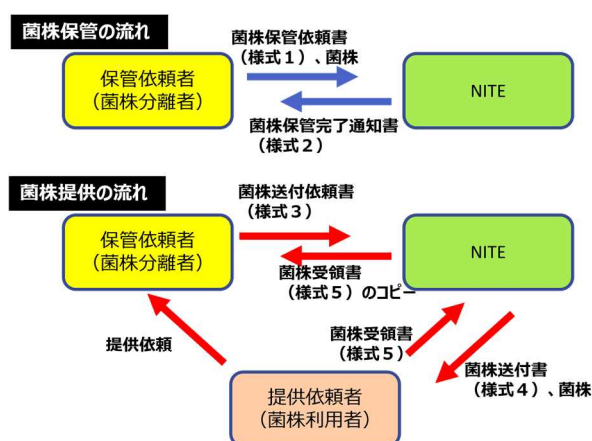 菌株保管の流れ
菌株保管依頼書
（様式１）、菌株
保管依頼者
（菌株分離者）
NITE
菌株保管完了通知書
（様式２）
菌株提供の流れ
菌株送付依頼書
（様式３）
保管依頼者
（菌株分離者）
NITE
菌株受領書
（様式５）のコピー
提供依頼
菌株受領書
（様式５）
菌株送付書
（様式４）、菌株
提供依頼者
（菌株利用者）